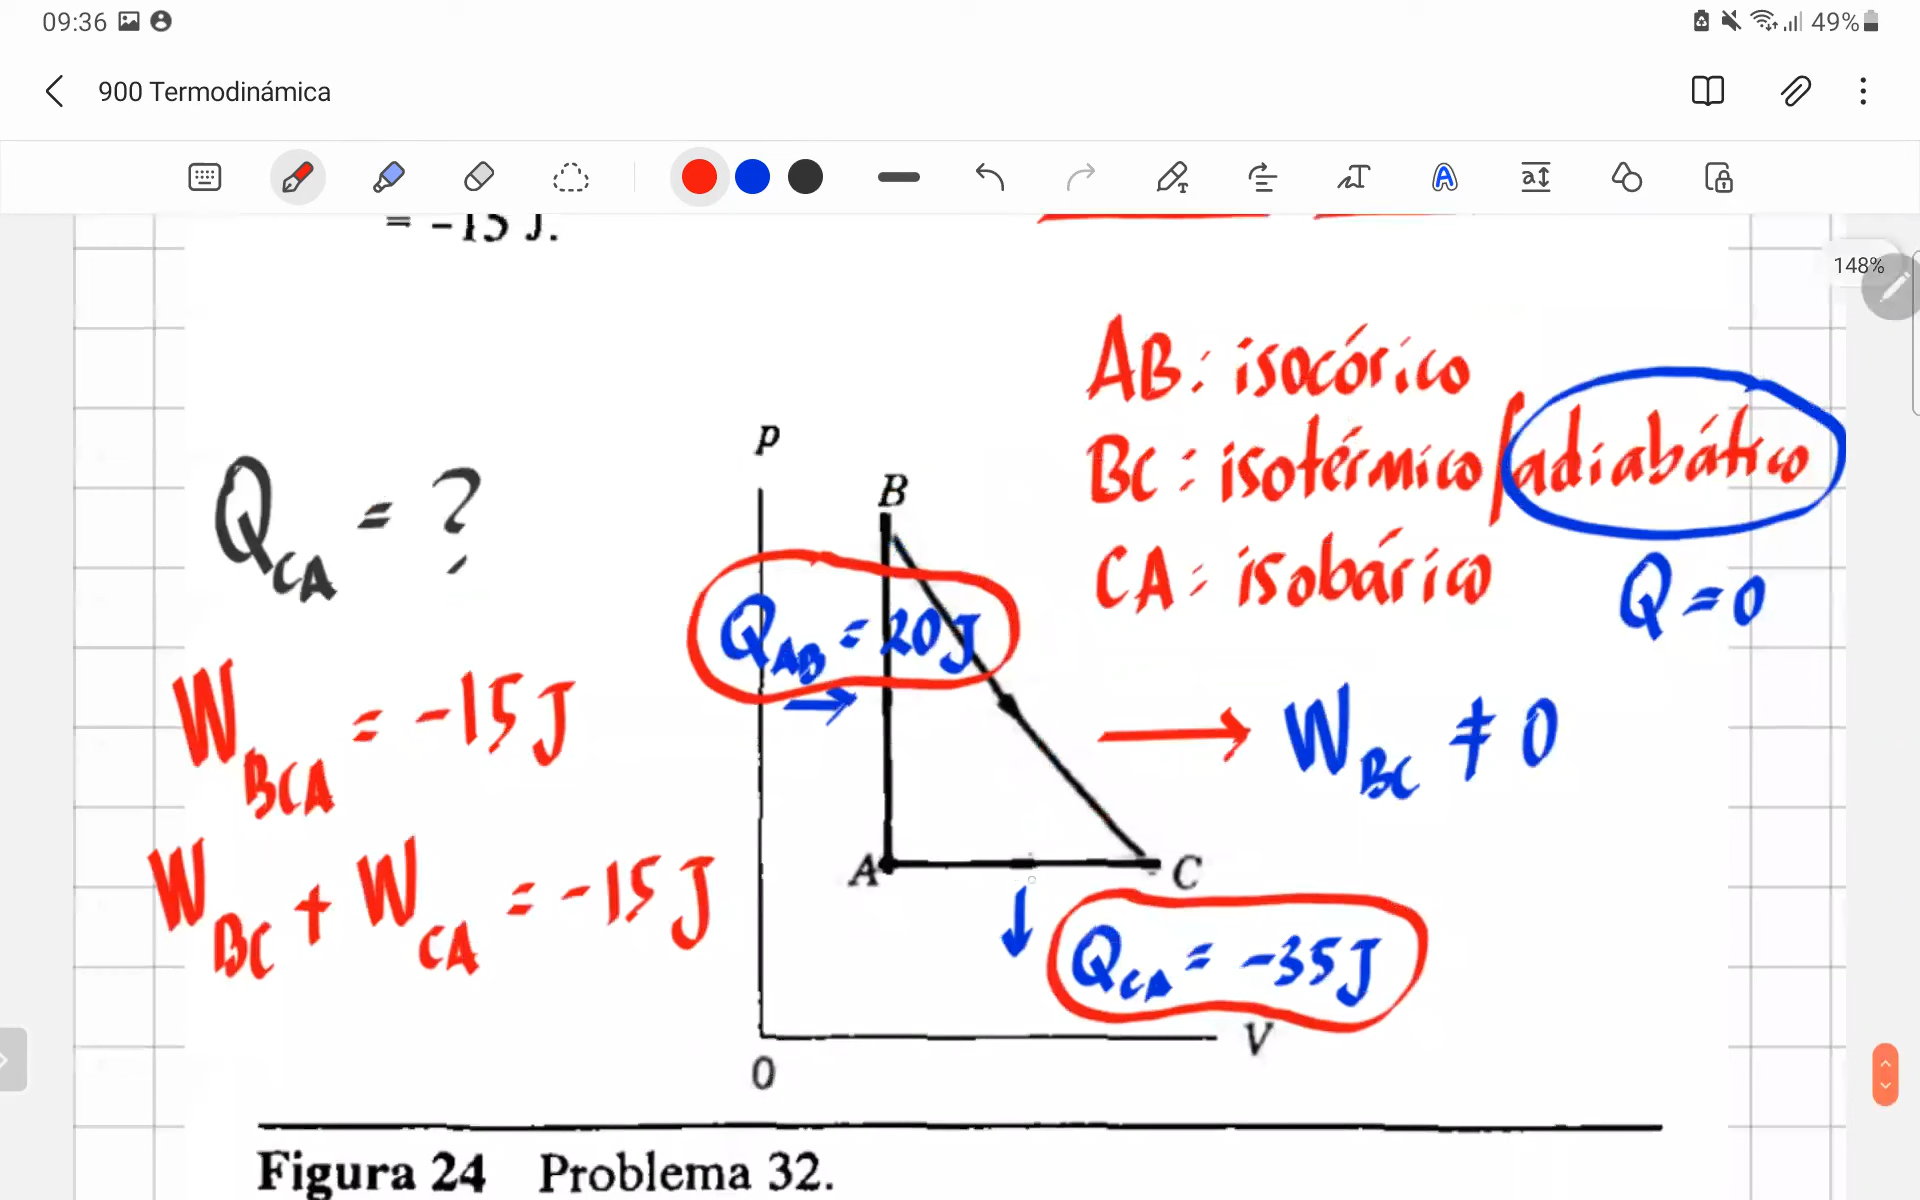 09:36
49%
900 Termodinámica
= -15 J.
148%
AB: isocórico
BC: isotérmico/adiabático
CA: isobárico
Q = 0
p
B
Q_CA = ?
Q_AB = 20J
W_BCA = -15J
W_BC ≠ 0
W_BC + W_CA = -15J
A
C
Q_CA = -35J
V
0
Figura 24 Problema 32.